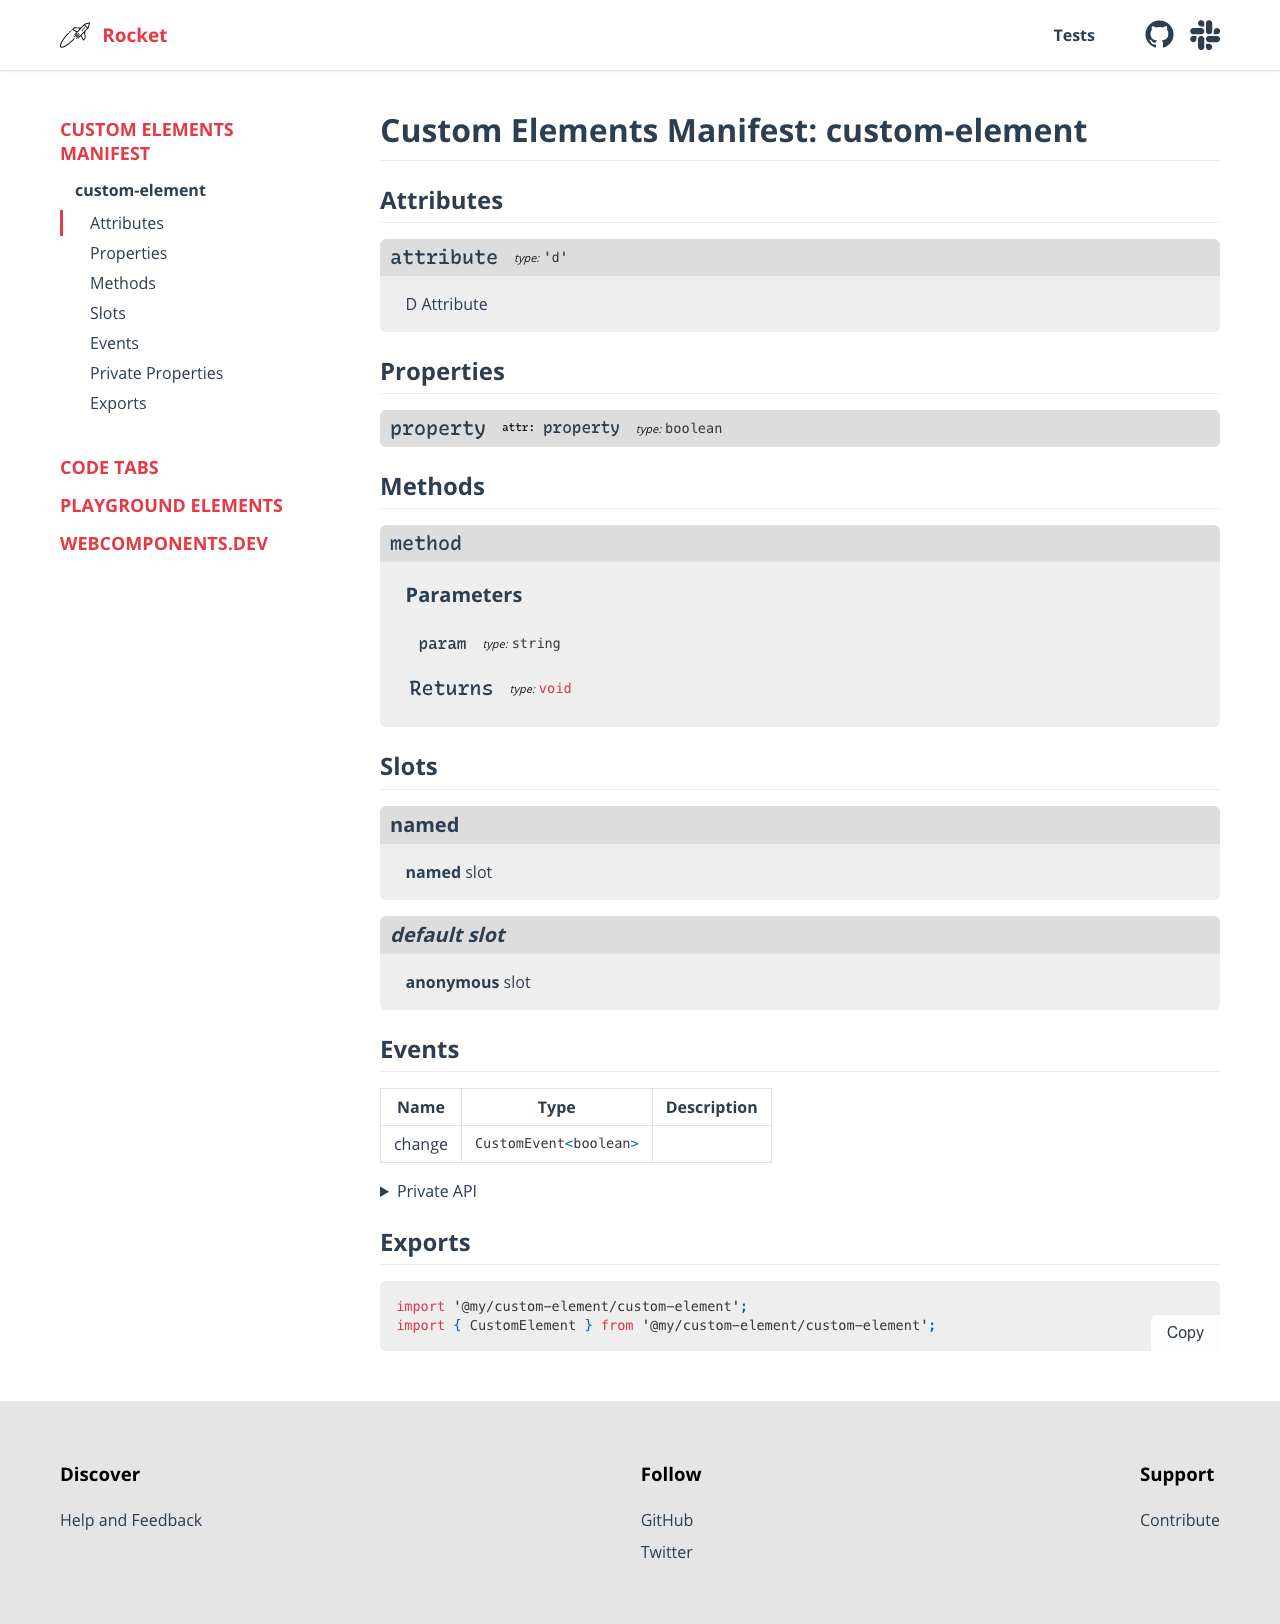 Rocket
Tests
CUSTOM ELEMENTS
MANIFEST
custom-element
Attributes
Properties
Methods
Slots
Events
Private Properties
Exports
CODE TABS
PLAYGROUND ELEMENTS
WEBCOMPONENTS.DEV
Custom Elements Manifest: custom-element
Attributes
attribute type: 'd'
D Attribute
Properties
property attr: property type: boolean
Methods
method
Parameters
param type: string
Returns type: void
Slots
named
named slot
default slot
anonymous slot
Events
Name Type Description
change CustomEvent<boolean>
Private API
Exports
import '@my/custom-element/custom-element';
import { CustomElement } from '@my/custom-element/custom-element';
Copy
Discover
Help and Feedback
Follow
GitHub
Twitter
Support
Contribute